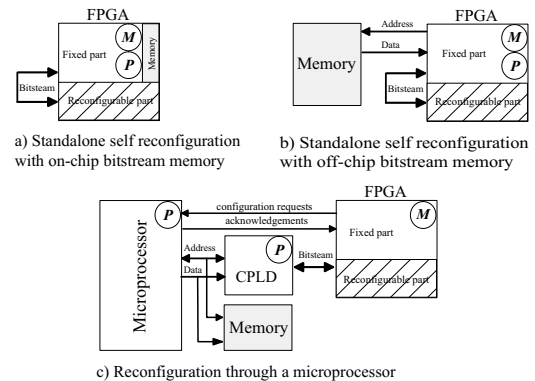 FPGA
M
Fixed part
Memory
P
Bitsteam
Reconfigurable part
a) Standalone self reconfiguration
with on-chip bitstream memory
FPGA
Address
M
Memory
Data
Fixed part
P
Bitsteam
Reconfigurable part
b) Standalone self reconfiguration
with off-chip bitstream memory
FPGA
P
configuration requests
M
acknowledgements
Fixed part
Microprocessor
Address
P
Bitsteam
Data
CPLD
Reconfigurable part
Memory
c) Reconfiguration through a microprocessor